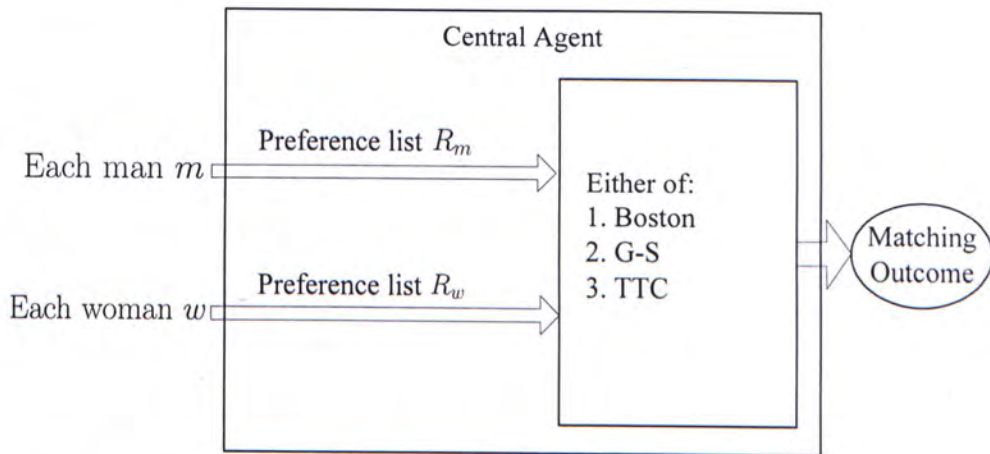 Central Agent
Each man m
Preference list R_m
Each woman w
Preference list R_w
Either of:
1. Boston
2. G-S
3. TTC
Matching
Outcome